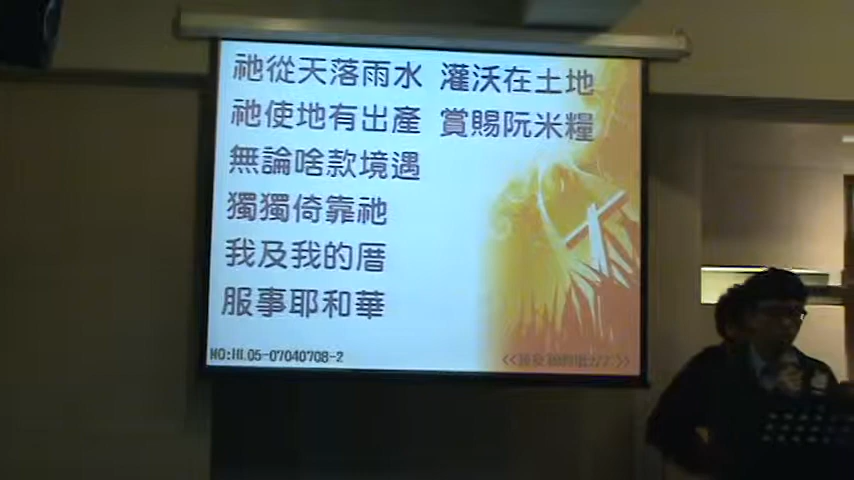 祂從天落雨水 灌沃在土地
祂使地有出產 賞賜阮米糧
無論啥款境遇
獨獨倚靠祂
我及我的厝
服事耶和華
NO:HI.05-07040708-2